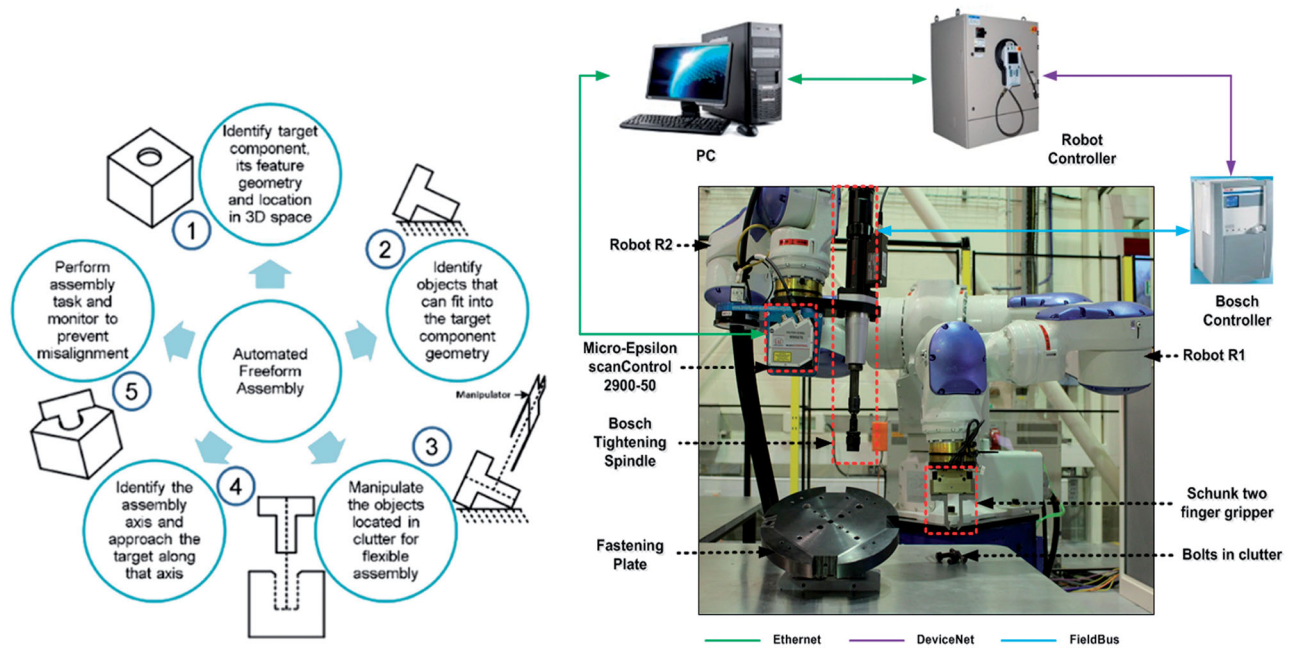 Identify target
component,
its feature
geometry
and location
in 3D space
1
2
Identify
objects that
can fit into
the target
component
geometry
Manipulator
3
Manipulate
the objects
located in
clutter for
flexible
assembly
4
Identify the
assembly
axis and
approach the
target along
that axis
5
Perform
assembly
task and
monitor to
prevent
misalignment
Automated
Freeform
Assembly
PC
Robot
Controller
Bosch
Controller
Robot R2
Micro-Epsilon
scanControl
2900-50
Bosch
Tightening
Spindle
Fastening
Plate
Robot R1
Schunk two
finger gripper
Bolts in clutter
Ethernet
DeviceNet
FieldBus